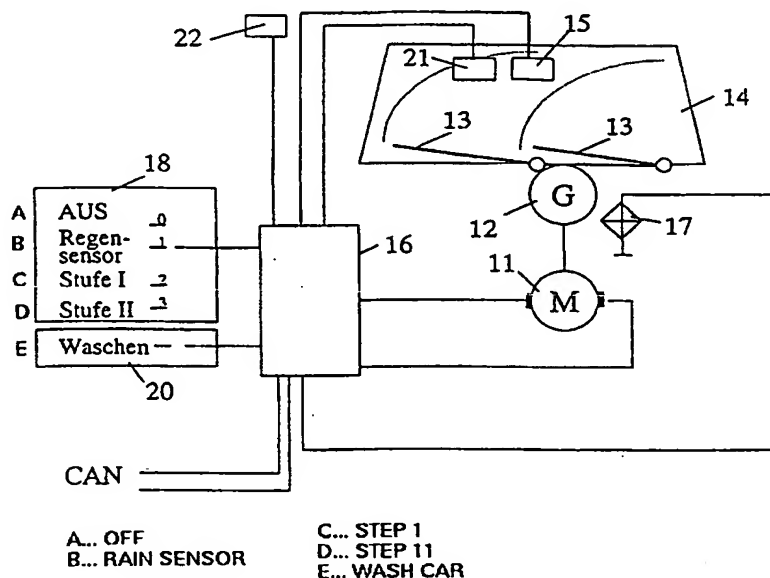 22
15
21
14
13
13
18
A AUS 0
B Regen-
sensor 1
C Stufe I 2
D Stufe II 3
16
12
G
17
11
M
E Waschen
20
CAN
A... OFF
B... RAIN SENSOR
C... STEP 1
D... STEP 11
E... WASH CAR